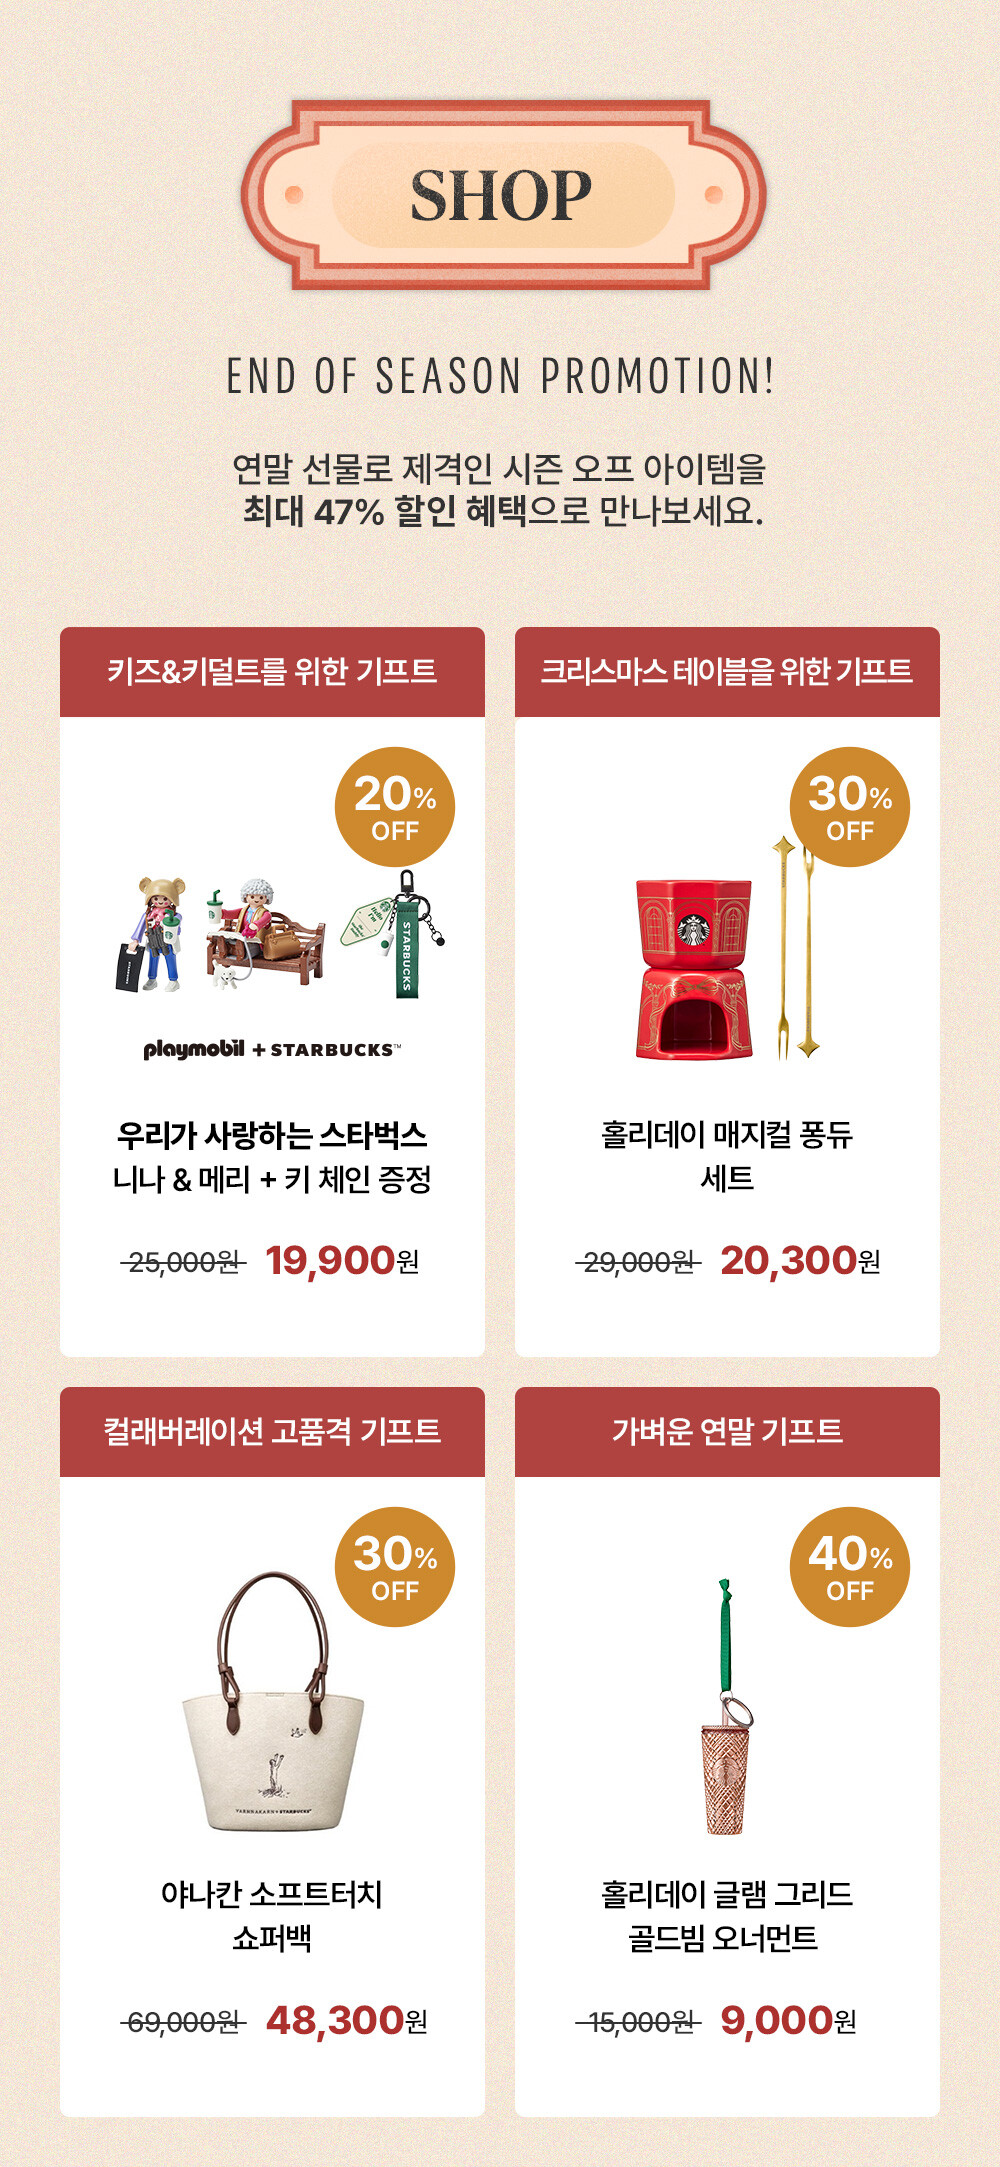 SHOP
END OF SEASON PROMOTION!
연말 선물로 제격인 시즌 오프 아이템을
최대 47% 할인 혜택으로 만나보세요.
키즈&키덜트를 위한 기프트
20%
OFF
STARBUCKS
playmobil + STARBUCKS™
우리가 사랑하는 스타벅스
니나 & 메리 + 키 체인 증정
25,000원 19,900원
크리스마스 테이블을 위한 기프트
30%
OFF
홀리데이 매지컬 퐁듀
세트
29,000원 20,300원
컬래버레이션 고품격 기프트
30%
OFF
야나칸 소프트터치
쇼퍼백
69,000원 48,300원
가벼운 연말 기프트
40%
OFF
홀리데이 글램 그리드
골드빔 오너먼트
15,000원 9,000원